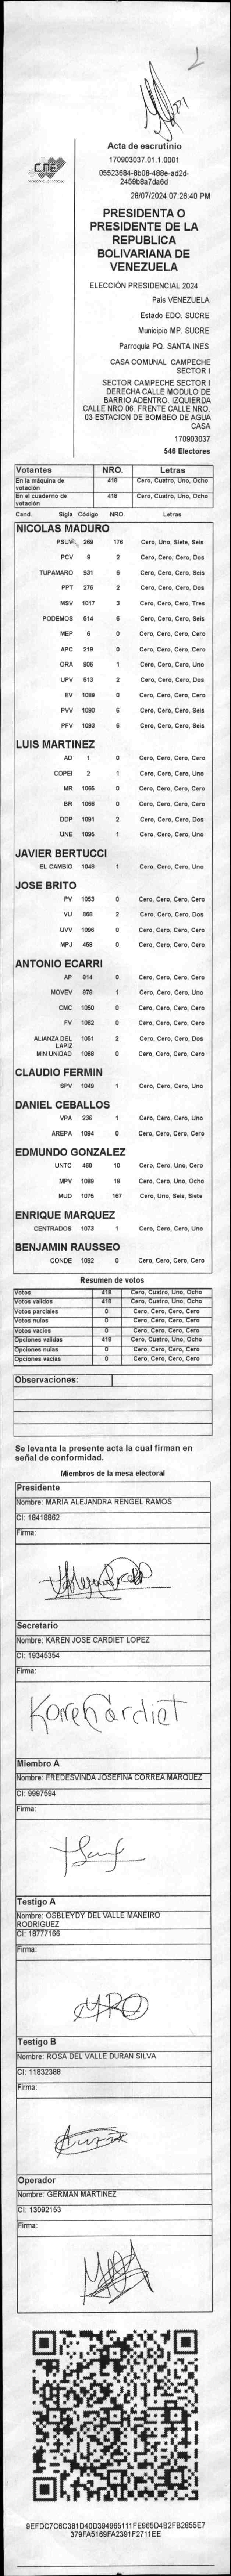 Acta de escrutinio
170903037.01.1.0001
05523684-8b08-488e-ad2d-
2459b8a7da6d
28/07/2024 07:26:40 PM
CNE
PRESIDENTA O
PRESIDENTE DE LA
REPUBLICA
BOLIVARIANA DE
VENEZUELA
ELECCIÓN PRESIDENCIAL 2024
País VENEZUELA
Estado EDO. SUCRE
Municipio MP. SUCRE
Parroquia PQ. SANTA INES
CASA COMUNAL CAMPECHE
SECTOR I
SECTOR CAMPECHE SECTOR I
DERECHA CALLE MODULO DE
BARRIO ADENTRO. IZQUIERDA
CALLE NRO 06. FRENTE CALLE NRO.
03 ESTACION DE BOMBEO DE AGUA
CASA
170903037
546 Electores
Votantes NRO. Letras
En la máquina de votación 418 Cero, Cuatro, Uno, Ocho
En el cuaderno de votación 418 Cero, Cuatro, Uno, Ocho
Cand. Sigla Código NRO. Letras
NICOLAS MADURO
PSUV 269 176 Cero, Uno, Siete, Seis
PCV 9 2 Cero, Cero, Cero, Dos
TUPAMARO 931 6 Cero, Cero, Cero, Seis
PPT 276 2 Cero, Cero, Cero, Dos
MSV 1017 3 Cero, Cero, Cero, Tres
PODEMOS 514 6 Cero, Cero, Cero, Seis
MEP 6 0 Cero, Cero, Cero, Cero
APC 219 0 Cero, Cero, Cero, Cero
ORA 906 1 Cero, Cero, Cero, Uno
UPV 513 2 Cero, Cero, Cero, Dos
EV 1089 0 Cero, Cero, Cero, Cero
PVV 1090 6 Cero, Cero, Cero, Seis
PFV 1093 6 Cero, Cero, Cero, Seis
LUIS MARTINEZ
AD 1 0 Cero, Cero, Cero, Cero
COPEI 2 1 Cero, Cero, Cero, Uno
MR 1065 0 Cero, Cero, Cero, Cero
BR 1066 0 Cero, Cero, Cero, Cero
DDP 1091 2 Cero, Cero, Cero, Dos
UNE 1095 1 Cero, Cero, Cero, Uno
JAVIER BERTUCCI
EL CAMBIO 1048 1 Cero, Cero, Cero, Uno
JOSE BRITO
PV 1053 0 Cero, Cero, Cero, Cero
VU 868 2 Cero, Cero, Cero, Dos
UVV 1096 0 Cero, Cero, Cero, Cero
MPJ 458 0 Cero, Cero, Cero, Cero
ANTONIO ECARRI
AP 814 0 Cero, Cero, Cero, Cero
MOVEV 879 1 Cero, Cero, Cero, Uno
CMC 1050 0 Cero, Cero, Cero, Cero
FV 1062 0 Cero, Cero, Cero, Cero
ALIANZA DEL LAPIZ 1051 2 Cero, Cero, Cero, Dos
MIN UNIDAD 1068 0 Cero, Cero, Cero, Cero
CLAUDIO FERMIN
SPV 1049 1 Cero, Cero, Cero, Uno
DANIEL CEBALLOS
VPA 236 1 Cero, Cero, Cero, Uno
AREPA 1094 0 Cero, Cero, Cero, Cero
EDMUNDO GONZALEZ
UNTC 460 10 Cero, Cero, Uno, Cero
MPV 1069 18 Cero, Cero, Uno, Ocho
MUD 1075 167 Cero, Uno, Seis, Siete
ENRIQUE MARQUEZ
CENTRADOS 1073 1 Cero, Cero, Cero, Uno
BENJAMIN RAUSSEO
CONDE 1092 0 Cero, Cero, Cero, Cero
Resumen de votos
Votos 418 Cero, Cuatro, Uno, Ocho
Votos validos 418 Cero, Cuatro, Uno, Ocho
Votos parciales 0 Cero, Cero, Cero, Cero
Votos nulos 0 Cero, Cero, Cero, Cero
Votos vacios 0 Cero, Cero, Cero, Cero
Opciones validas 418 Cero, Cuatro, Uno, Ocho
Opciones nulas 0 Cero, Cero, Cero, Cero
Opciones vacias 0 Cero, Cero, Cero, Cero
Observaciones:
Se levanta la presente acta la cual firman en
señal de conformidad.
Miembros de la mesa electoral
Presidente
Nombre: MARIA ALEJANDRA RENGEL RAMOS
CI: 18418862
Firma:
Secretario
Nombre: KAREN JOSE CARDIET LOPEZ
CI: 19345354
Firma:
Karen Cardiet
Miembro A
Nombre: FREDESVINDA JOSEFINA CORREA MARQUEZ
CI: 9997594
Firma:
Testigo A
Nombre: OSBLEYDY DEL VALLE MANEIRO
RODRIGUEZ
CI: 18777166
Firma:
Testigo B
Nombre: ROSA DEL VALLE DURAN SILVA
CI: 11832388
Firma:
Operador
Nombre: GERMAN MARTINEZ
CI: 13092153
Firma:
9EFDC7C6C381D40D394965111FE965D4B2FB2855E7
379FA5169FA2391F2711EE